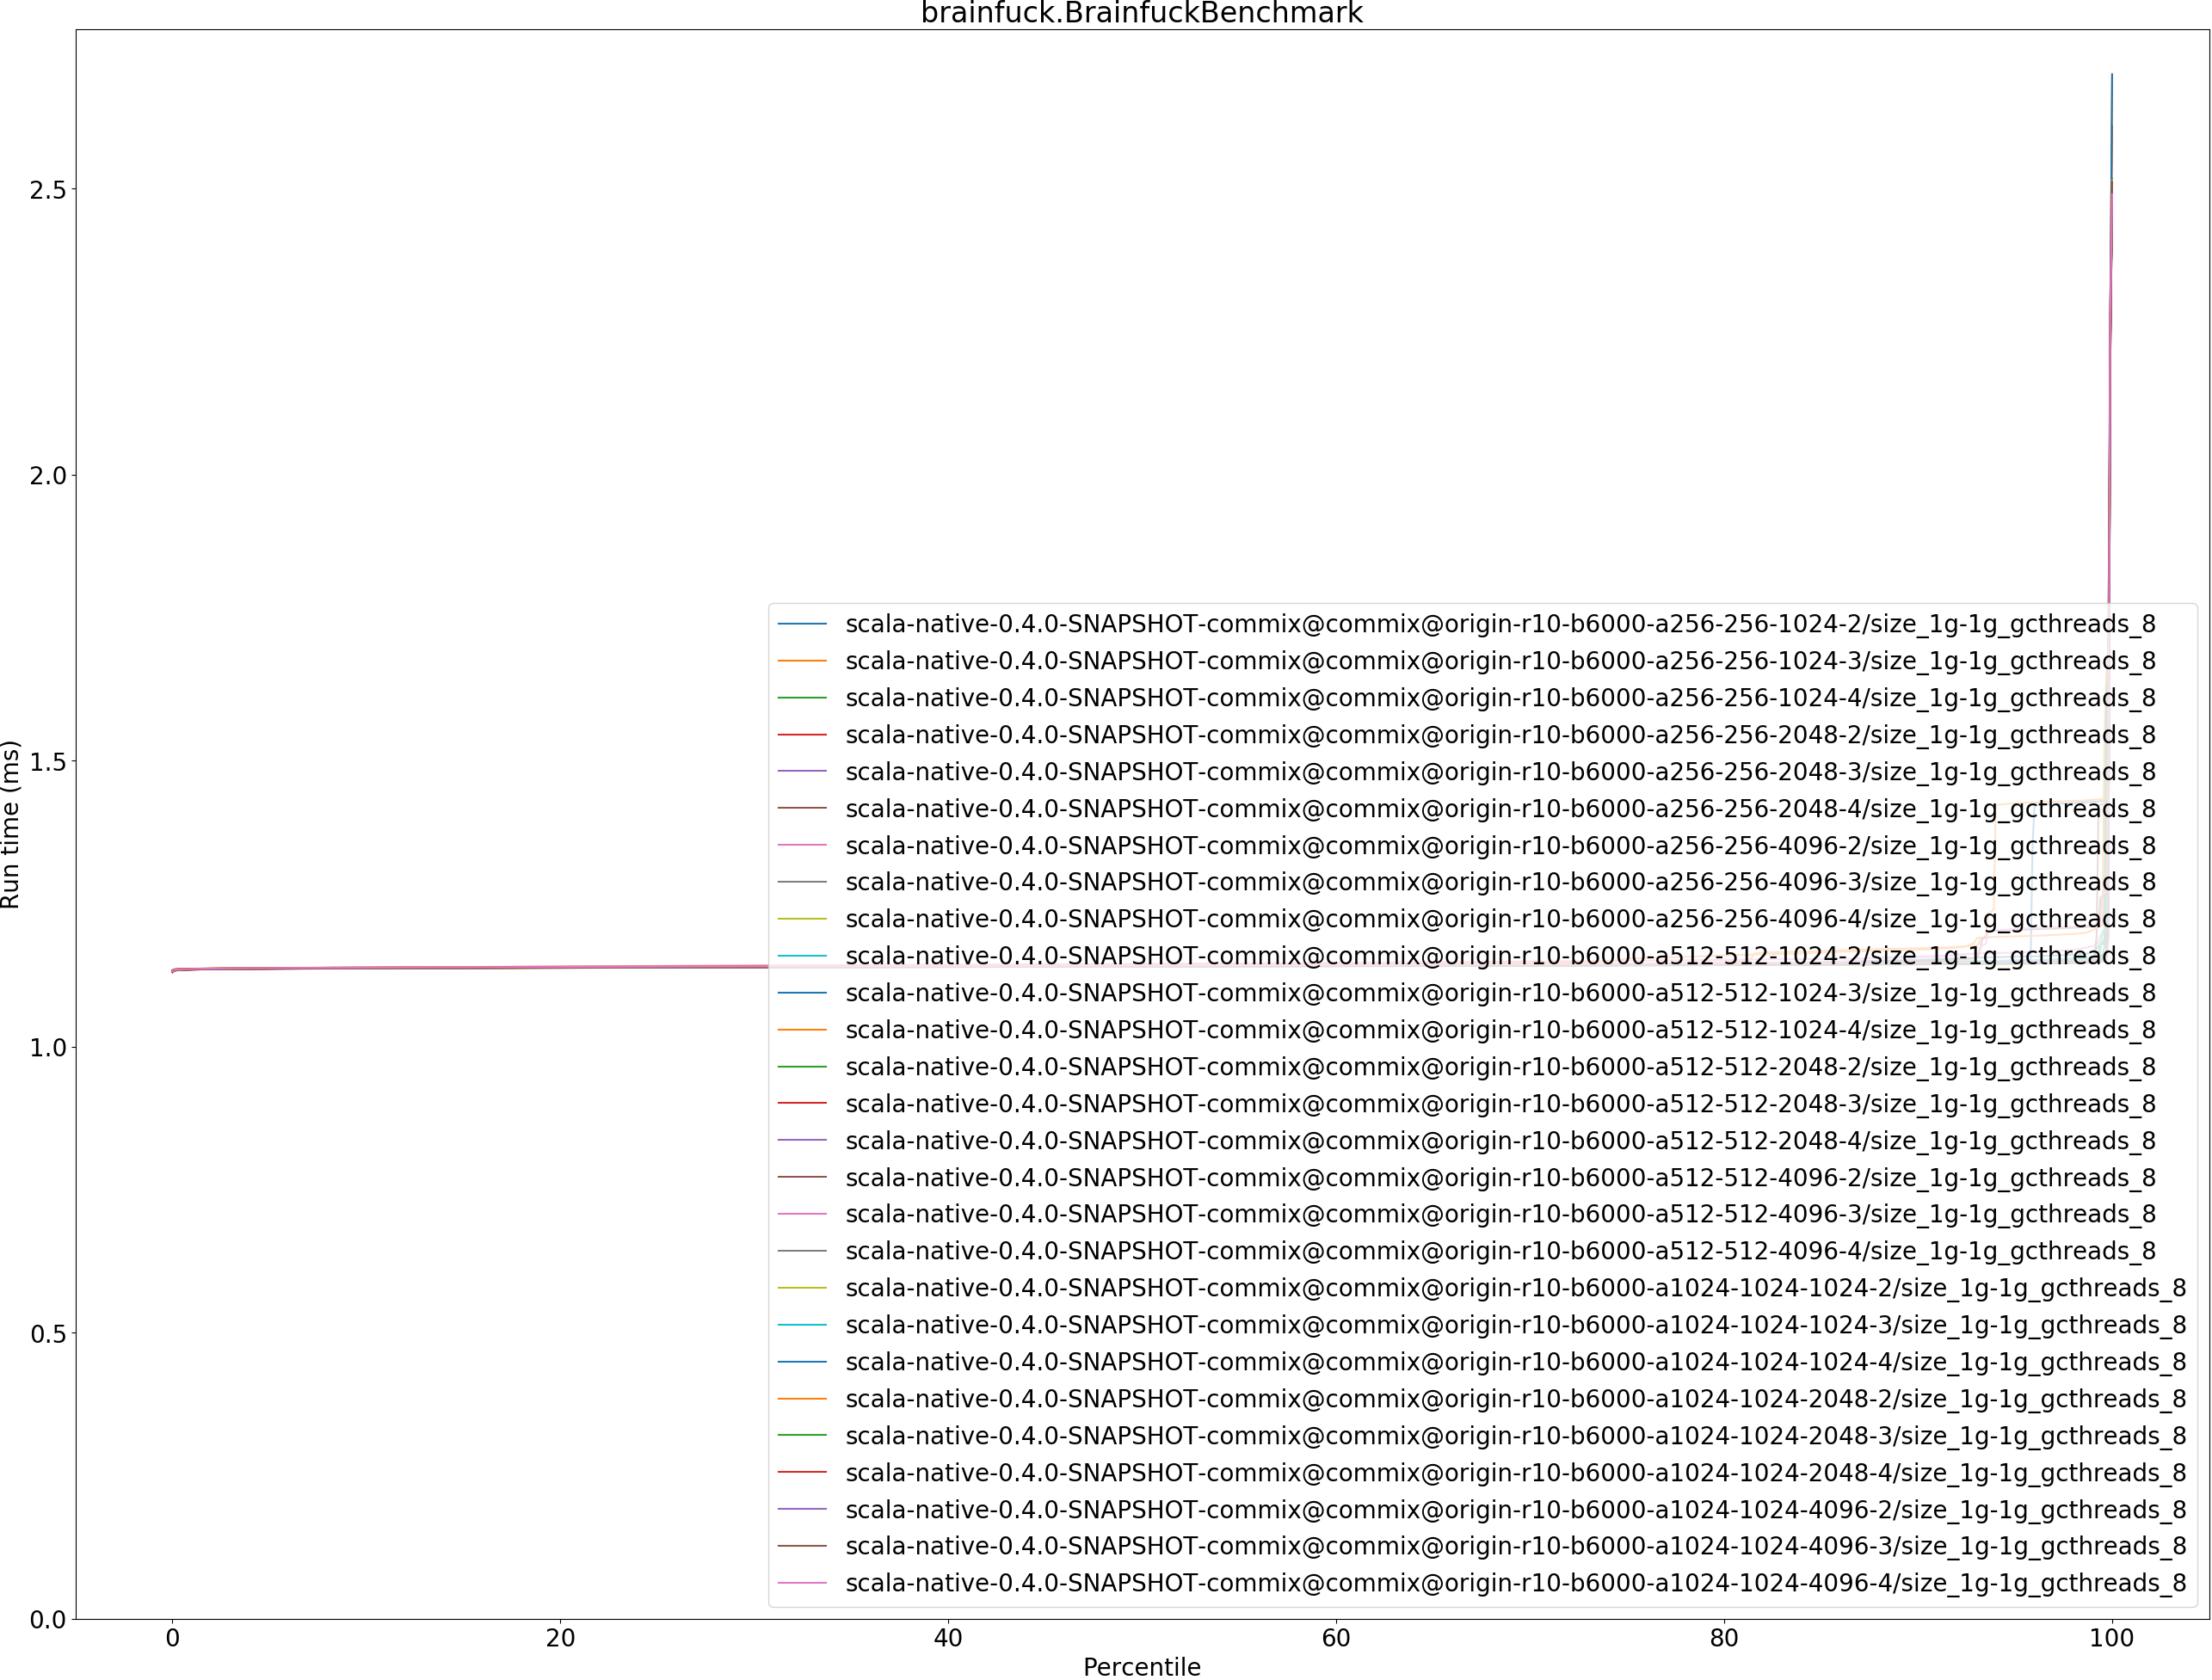 brainfuck.BrainfuckBenchmark
2.5
2.0
1.5
1.0
0.5
0.0
Run time (ms)
scala-native-0.4.0-SNAPSHOT-commix@commix@origin-r10-b6000-a256-256-1024-2/size_1g-1g_gcthreads_8
scala-native-0.4.0-SNAPSHOT-commix@commix@origin-r10-b6000-a256-256-1024-3/size_1g-1g_gcthreads_8
scala-native-0.4.0-SNAPSHOT-commix@commix@origin-r10-b6000-a256-256-1024-4/size_1g-1g_gcthreads_8
scala-native-0.4.0-SNAPSHOT-commix@commix@origin-r10-b6000-a256-256-2048-2/size_1g-1g_gcthreads_8
scala-native-0.4.0-SNAPSHOT-commix@commix@origin-r10-b6000-a256-256-2048-3/size_1g-1g_gcthreads_8
scala-native-0.4.0-SNAPSHOT-commix@commix@origin-r10-b6000-a256-256-2048-4/size_1g-1g_gcthreads_8
scala-native-0.4.0-SNAPSHOT-commix@commix@origin-r10-b6000-a256-256-4096-2/size_1g-1g_gcthreads_8
scala-native-0.4.0-SNAPSHOT-commix@commix@origin-r10-b6000-a256-256-4096-3/size_1g-1g_gcthreads_8
scala-native-0.4.0-SNAPSHOT-commix@commix@origin-r10-b6000-a256-256-4096-4/size_1g-1g_gcthreads_8
scala-native-0.4.0-SNAPSHOT-commix@commix@origin-r10-b6000-a512-512-1024-2/size_1g-1g_gcthreads_8
scala-native-0.4.0-SNAPSHOT-commix@commix@origin-r10-b6000-a512-512-1024-3/size_1g-1g_gcthreads_8
scala-native-0.4.0-SNAPSHOT-commix@commix@origin-r10-b6000-a512-512-1024-4/size_1g-1g_gcthreads_8
scala-native-0.4.0-SNAPSHOT-commix@commix@origin-r10-b6000-a512-512-2048-2/size_1g-1g_gcthreads_8
scala-native-0.4.0-SNAPSHOT-commix@commix@origin-r10-b6000-a512-512-2048-3/size_1g-1g_gcthreads_8
scala-native-0.4.0-SNAPSHOT-commix@commix@origin-r10-b6000-a512-512-2048-4/size_1g-1g_gcthreads_8
scala-native-0.4.0-SNAPSHOT-commix@commix@origin-r10-b6000-a512-512-4096-2/size_1g-1g_gcthreads_8
scala-native-0.4.0-SNAPSHOT-commix@commix@origin-r10-b6000-a512-512-4096-3/size_1g-1g_gcthreads_8
scala-native-0.4.0-SNAPSHOT-commix@commix@origin-r10-b6000-a512-512-4096-4/size_1g-1g_gcthreads_8
scala-native-0.4.0-SNAPSHOT-commix@commix@origin-r10-b6000-a1024-1024-1024-2/size_1g-1g_gcthreads_8
scala-native-0.4.0-SNAPSHOT-commix@commix@origin-r10-b6000-a1024-1024-1024-3/size_1g-1g_gcthreads_8
scala-native-0.4.0-SNAPSHOT-commix@commix@origin-r10-b6000-a1024-1024-1024-4/size_1g-1g_gcthreads_8
scala-native-0.4.0-SNAPSHOT-commix@commix@origin-r10-b6000-a1024-1024-2048-2/size_1g-1g_gcthreads_8
scala-native-0.4.0-SNAPSHOT-commix@commix@origin-r10-b6000-a1024-1024-2048-3/size_1g-1g_gcthreads_8
scala-native-0.4.0-SNAPSHOT-commix@commix@origin-r10-b6000-a1024-1024-2048-4/size_1g-1g_gcthreads_8
scala-native-0.4.0-SNAPSHOT-commix@commix@origin-r10-b6000-a1024-1024-4096-2/size_1g-1g_gcthreads_8
scala-native-0.4.0-SNAPSHOT-commix@commix@origin-r10-b6000-a1024-1024-4096-3/size_1g-1g_gcthreads_8
scala-native-0.4.0-SNAPSHOT-commix@commix@origin-r10-b6000-a1024-1024-4096-4/size_1g-1g_gcthreads_8
0 20 40 60 80 100
Percentile